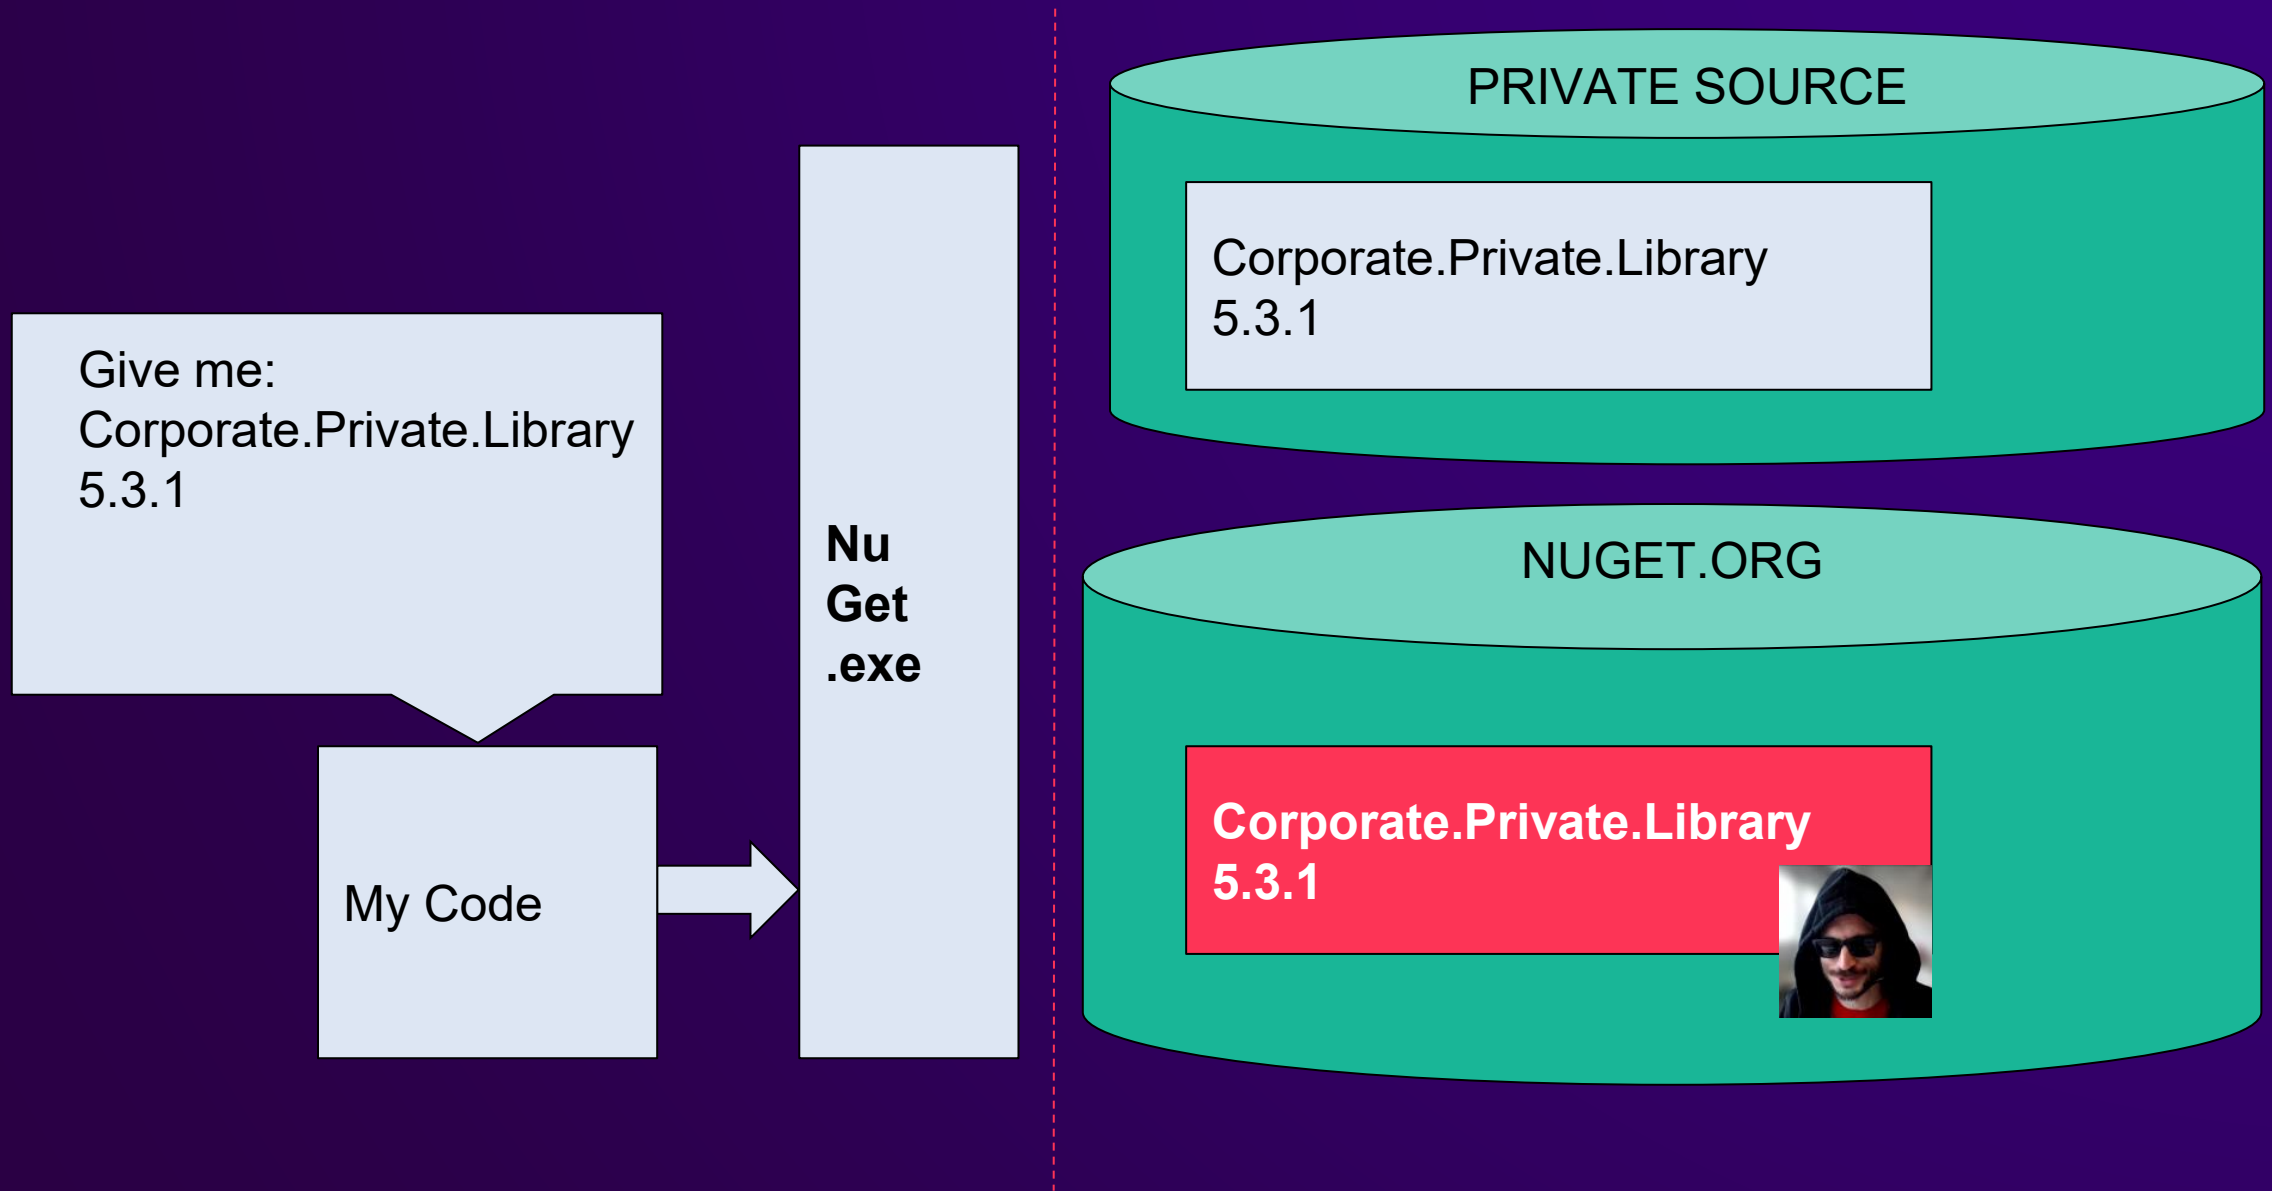 Give me:
Corporate.Private.Library
5.3.1
My Code
Nu
Get
.exe
PRIVATE SOURCE
Corporate.Private.Library
5.3.1
NUGET.ORG
Corporate.Private.Library
5.3.1